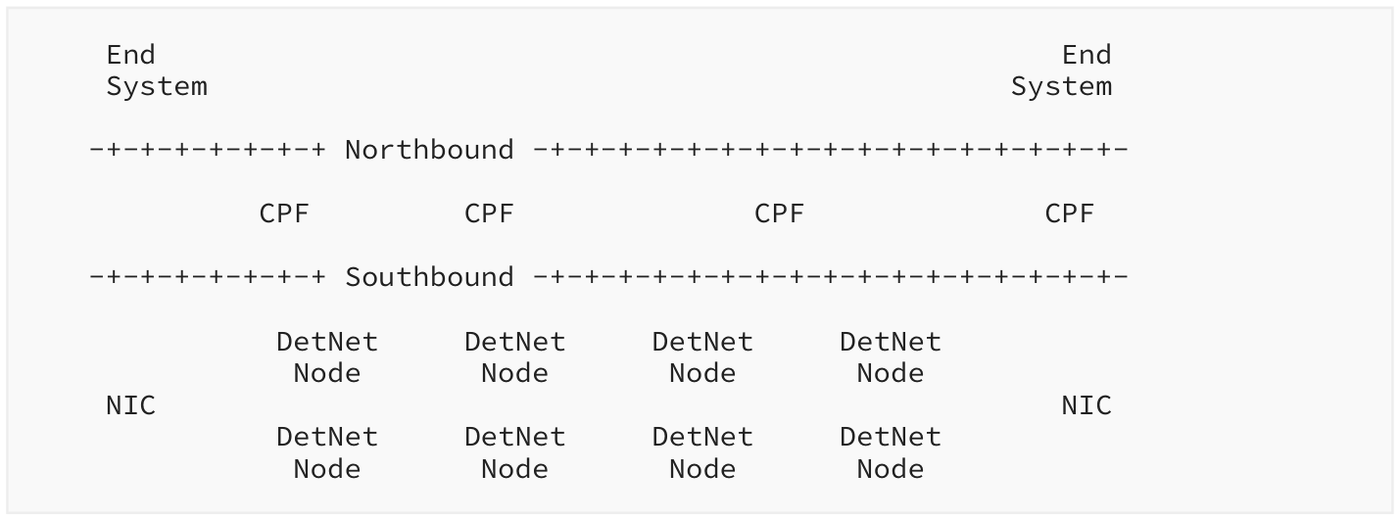 End                                                        End
System                                               System
-+-+-+-+-+-+-+ Northbound -+-+-+-+-+-+-+-+-+-+-+-+-+-+-+-+-+-
CPF         CPF              CPF              CPF
-+-+-+-+-+-+-+ Southbound -+-+-+-+-+-+-+-+-+-+-+-+-+-+-+-+-+-
DetNet     DetNet     DetNet     DetNet
Node       Node       Node       Node
NIC                                                        NIC
DetNet     DetNet     DetNet     DetNet
Node       Node       Node       Node